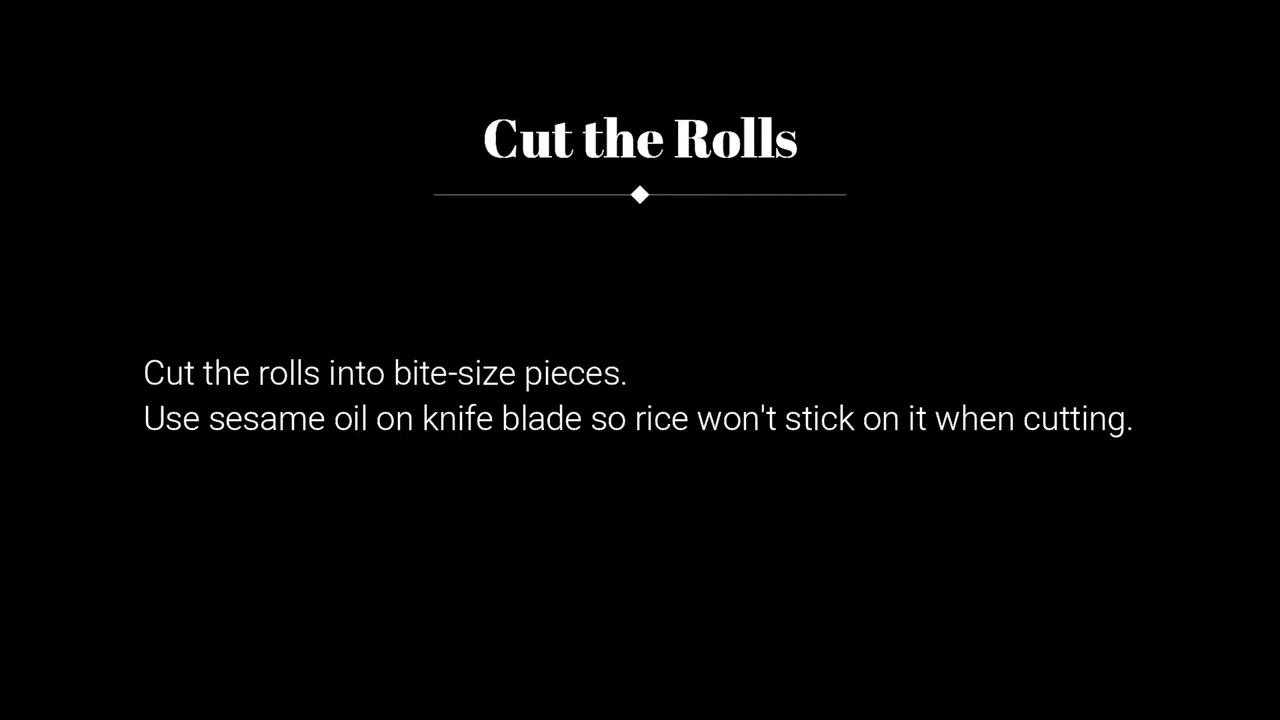 Cut the Rolls
Cut the rolls into bite-size pieces.
Use sesame oil on knife blade so rice won't stick on it when cutting.